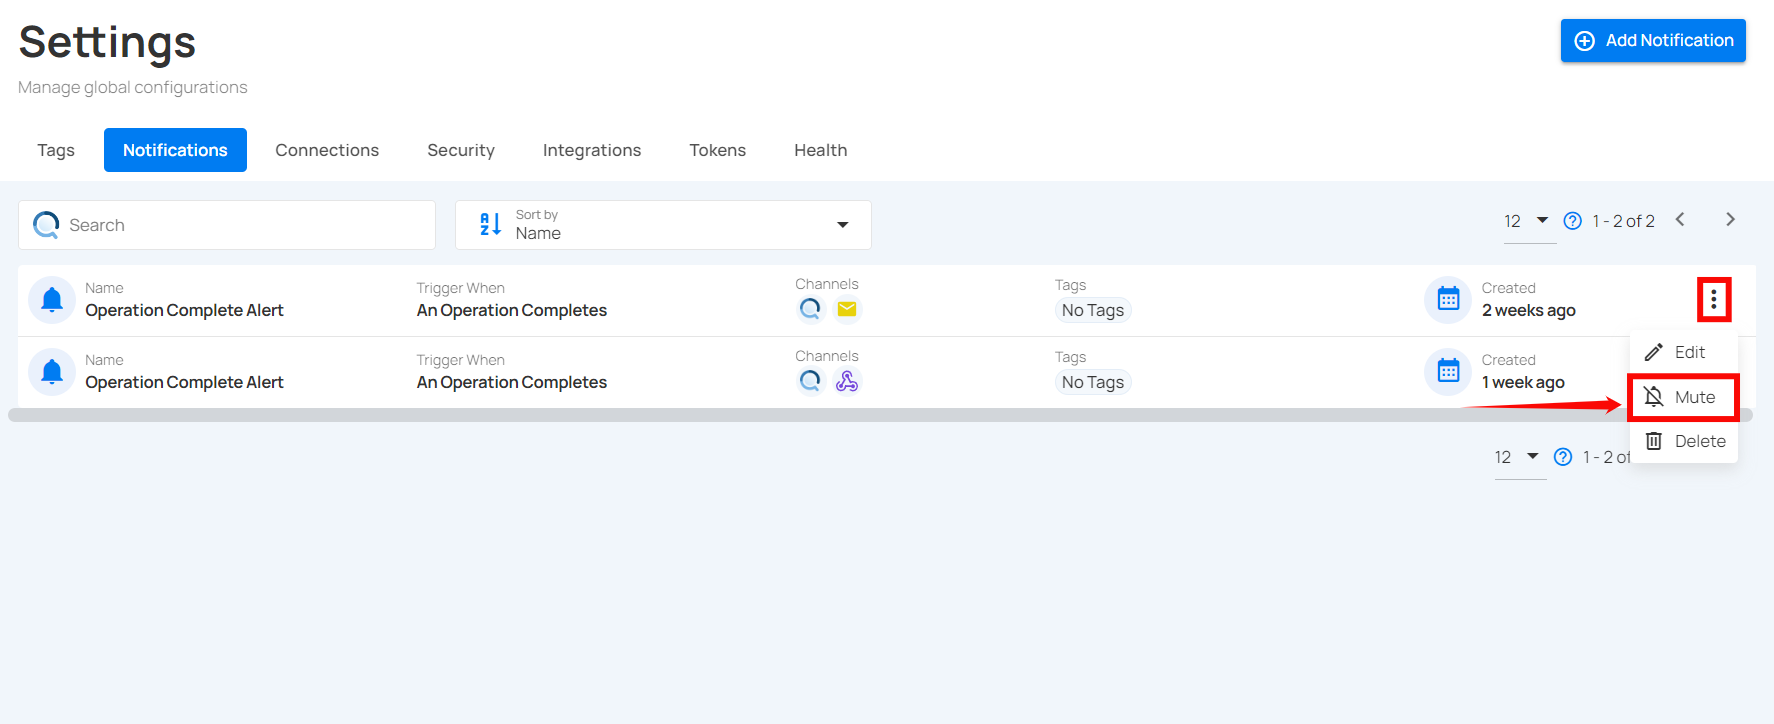 Settings
Add Notification
Manage global configurations
Tags Notifications Connections Security Integrations Tokens Health
Search
Sort by
Name
12 1 - 2 of 2
Name Trigger When Channels Tags Created
Operation Complete Alert An Operation Completes No Tags 2 weeks ago
Edit
Name Trigger When Channels Tags Created
Operation Complete Alert An Operation Completes No Tags 1 week ago
Mute
Delete
12 1 - 2 of